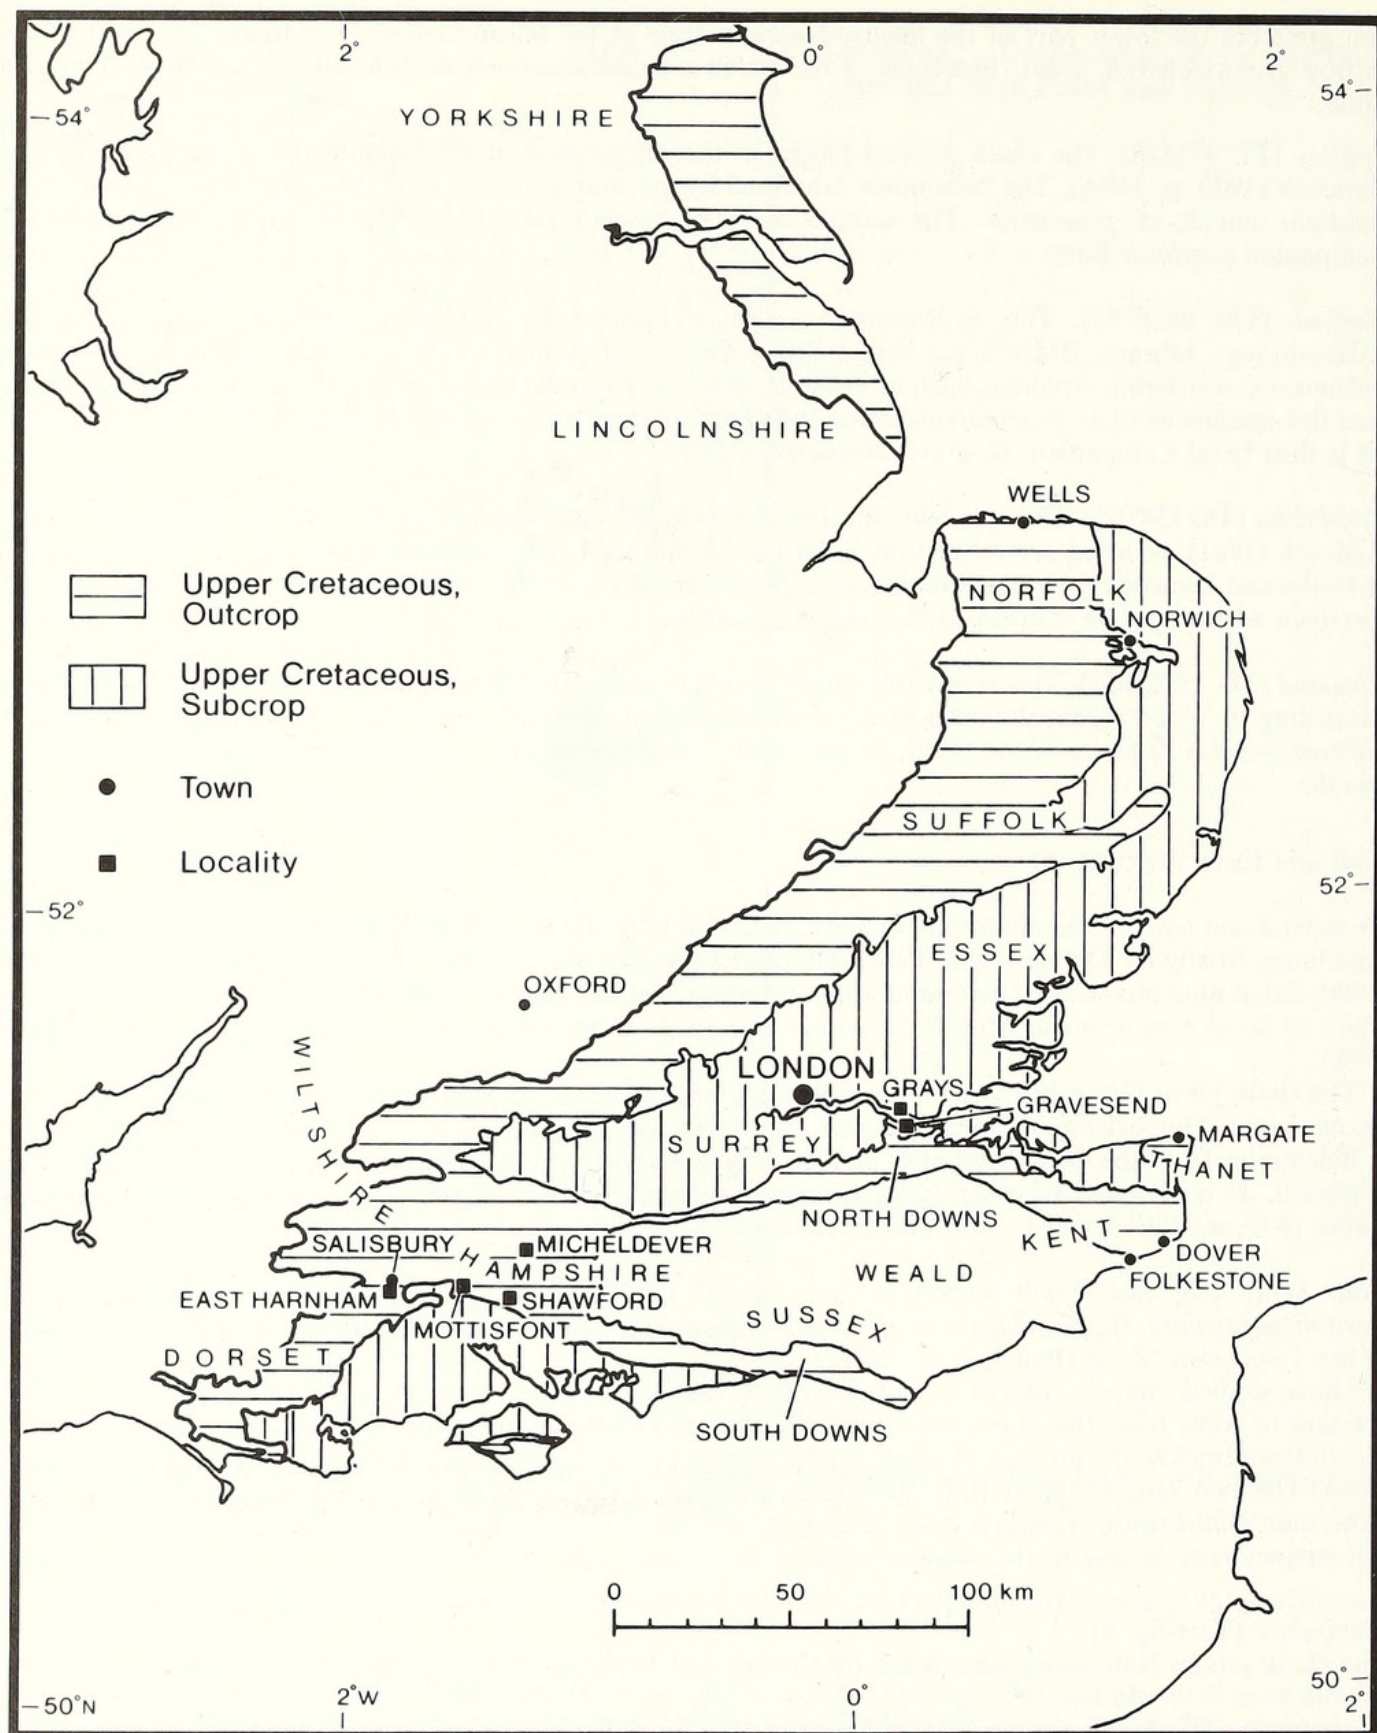 2°
0°
2°
54°
54°
YORKSHIRE
LINCOLNSHIRE
WELLS
NORFOLK
NORWICH
Upper Cretaceous,
Outcrop
Upper Cretaceous,
Subcrop
Town
Locality
SUFFOLK
52°
52°
ESSEX
OXFORD
WILTSHIRE
LONDON
GRAYS
GRAVESEND
SURREY
MARGATE
THANET
NORTH DOWNS
KENT
SALISBURY
MICHELDEVER
HAMPSHIRE
WEALD
DOVER
FOLKESTONE
EAST HARNHAM
SHAWFORD
MOTTISFONT
SUSSEX
DORSET
SOUTH DOWNS
0 50 100 km
50°N
2°W
0°
50°
2°